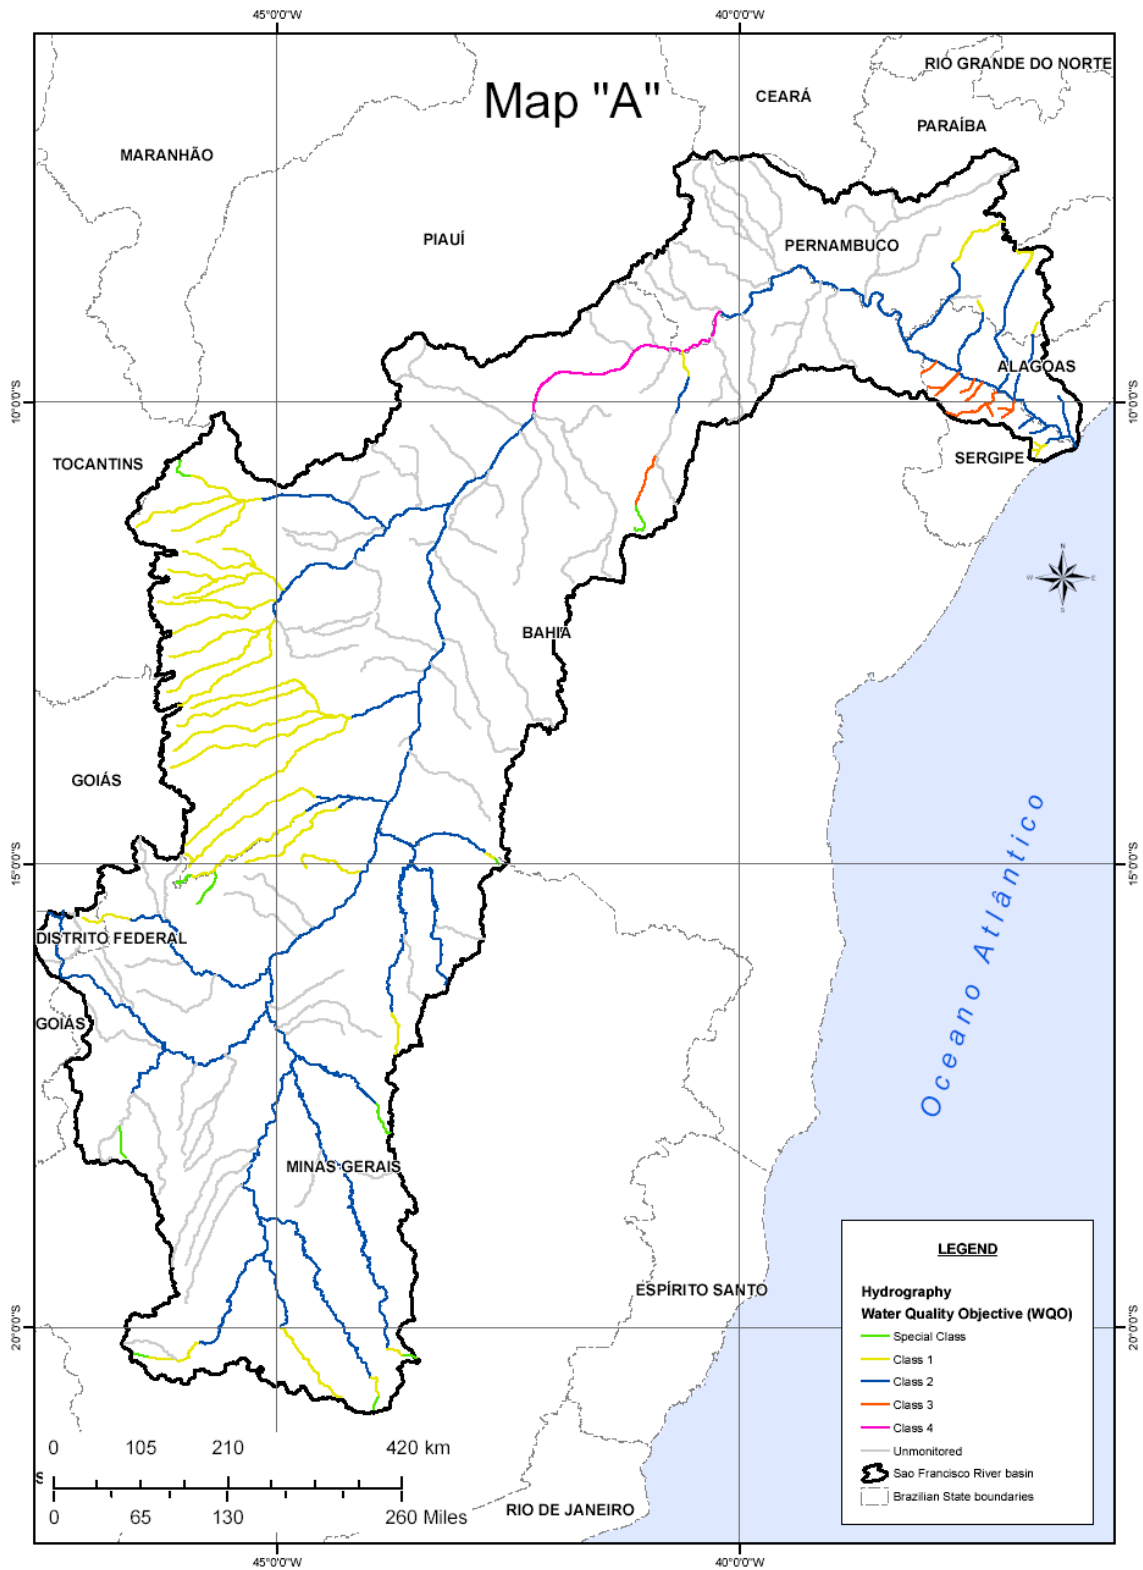 45°0'0"W
40°0'0"W
RIO GRANDE DO NORTE
Map "A"
CEARÁ
PARAÍBA
MARANHÃO
PIAUÍ
PERNAMBUCO
ALAGOAS
10°0'0"S
10°0'0"S
TOCANTINS
SERGIPE
N
W
E
S
BAHIA
GOIÁS
Oceano Atlântico
15°0'0"S
15°0'0"S
DISTRITO FEDERAL
GOIÁS
MINAS GERAIS
ESPÍRITO SANTO
20°0'0"S
20°0'0"S
LEGEND
Hydrography
Water Quality Objective (WQO)
Special Class
Class 1
Class 2
Class 3
Class 4
Unmonitored
Sao Francisco River basin
Brazilian State boundaries
0 105 210 420 km
S
0 65 130 260 Miles
RIO DE JANEIRO
45°0'0"W
40°0'0"W